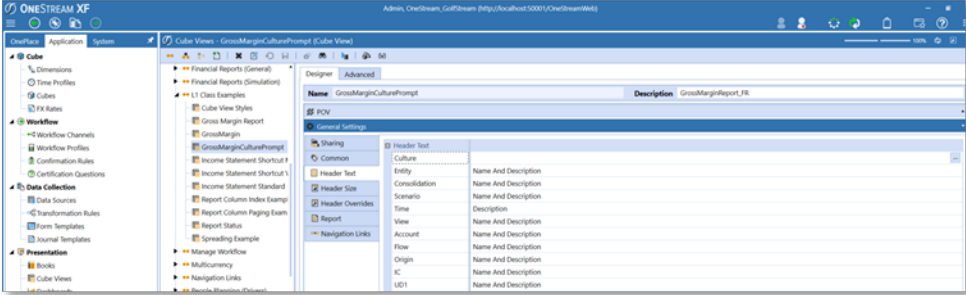 ONESTREAM XF
Admin, OneStream_GolfStream (http://localhost:50001/OneStreamWeb)
OnePlace Application System
Cube Views - GrossMarginCulturePrompt (Cube View)
100%
Cube
Dimensions
Time Profiles
Cubes
FX Rates
Workflow
Workflow Channels
Workflow Profiles
Confirmation Rules
Certification Questions
Data Collection
Data Sources
Transformation Rules
Form Templates
Journal Templates
Presentation
Books
Cube Views
Financial Reports (General)
Financial Reports (Simulation)
L1 Class Examples
Cube View Styles
Gross Margin Report
GrossMargin
GrossMarginCulturePrompt
Income Statement Shortcut
Income Statement Shortcut
Income Statement Standard
Report Column Index Examp
Report Column Paging Exam
Report Status
Spreading Example
Manage Workflow
Multicurrency
Navigation Links
People Planning (Drivers)
Designer Advanced
Name GrossMarginCulturePrompt Description GrossMarginReport_FR
POV
General Settings
Sharing
Common
Header Text
Header Size
Header Overrides
Report
Navigation Links
Header Text
Culture ...
Entity Name And Description
Consolidation Name And Description
Scenario Name And Description
Time Description
View Name And Description
Account Name And Description
Flow Name And Description
Origin Name And Description
IC Name And Description
UD1 Name And Description